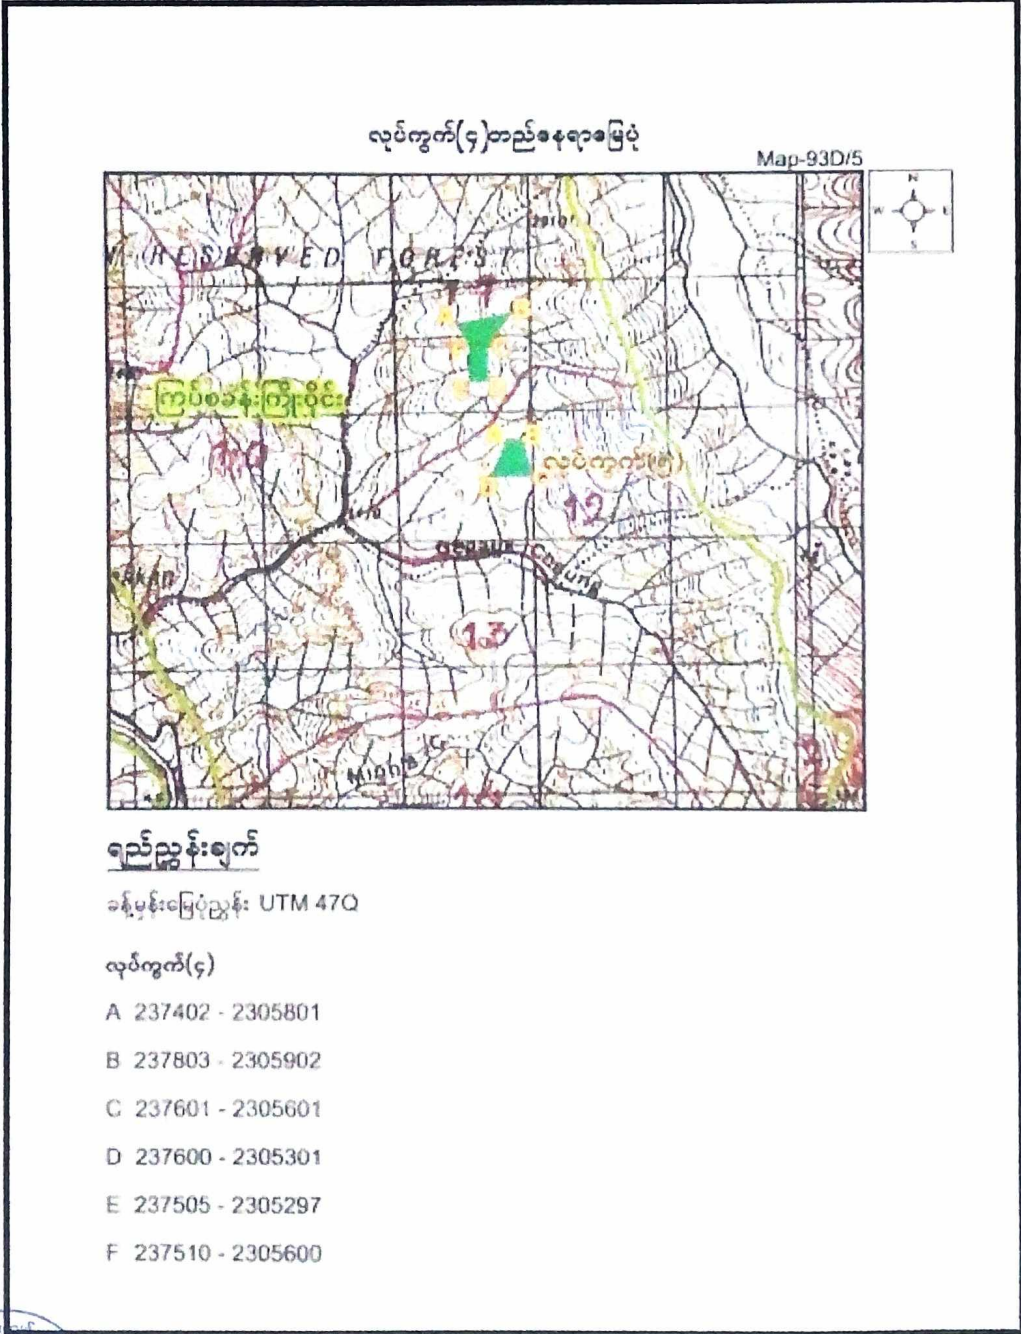 လုပ်ကွက်(၄)တည်နေရာမြေပုံ
Map-93D/5
N
W E
S
RESERVED FOREST
A B
ကြပ်စခန်းကြိုးဝိုင်း
လုပ်ကွက်(၅)
12
CHAUNG
13
ရည်ညွှန်းချက်
ခန့်မှန်းမြေပုံညွှန်း UTM 47Q
လုပ်ကွက်(၄)
A 237402 - 2305801
B 237803 - 2305902
C 237601 - 2305601
D 237600 - 2305301
E 237505 - 2305297
F 237510 - 2305600